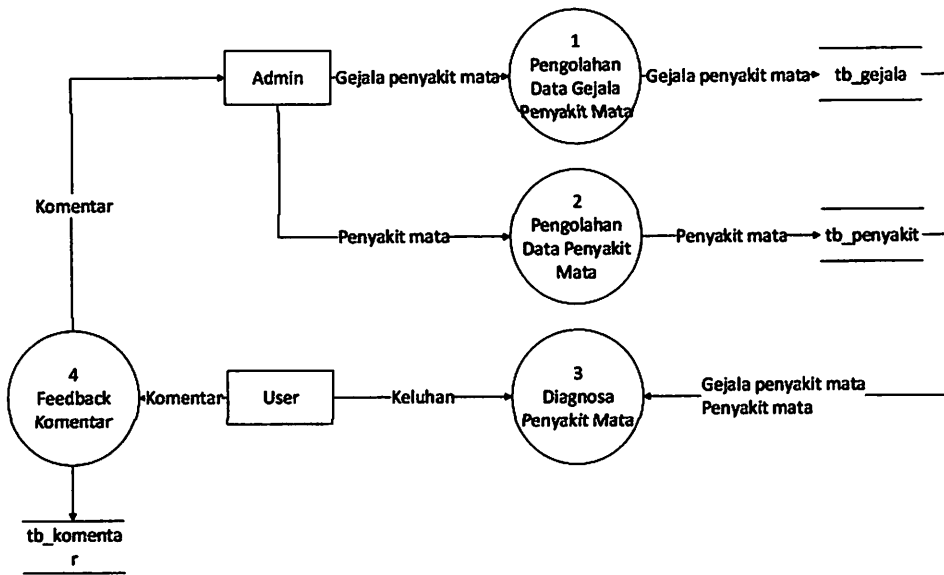 1
Pengolahan
Data Gejala
Penyakit Mata
Admin
Gejala penyakit mata
Gejala penyakit mata
tb_gejala
Komentar
2
Pengolahan
Data Penyakit
Mata
Penyakit mata
Penyakit mata
tb_penyakit
4
Feedback
Komentar
Komentar
User
Keluhan
3
Diagnosa
Penyakit Mata
Gejala penyakit mata
Penyakit mata
tb_komenta
r